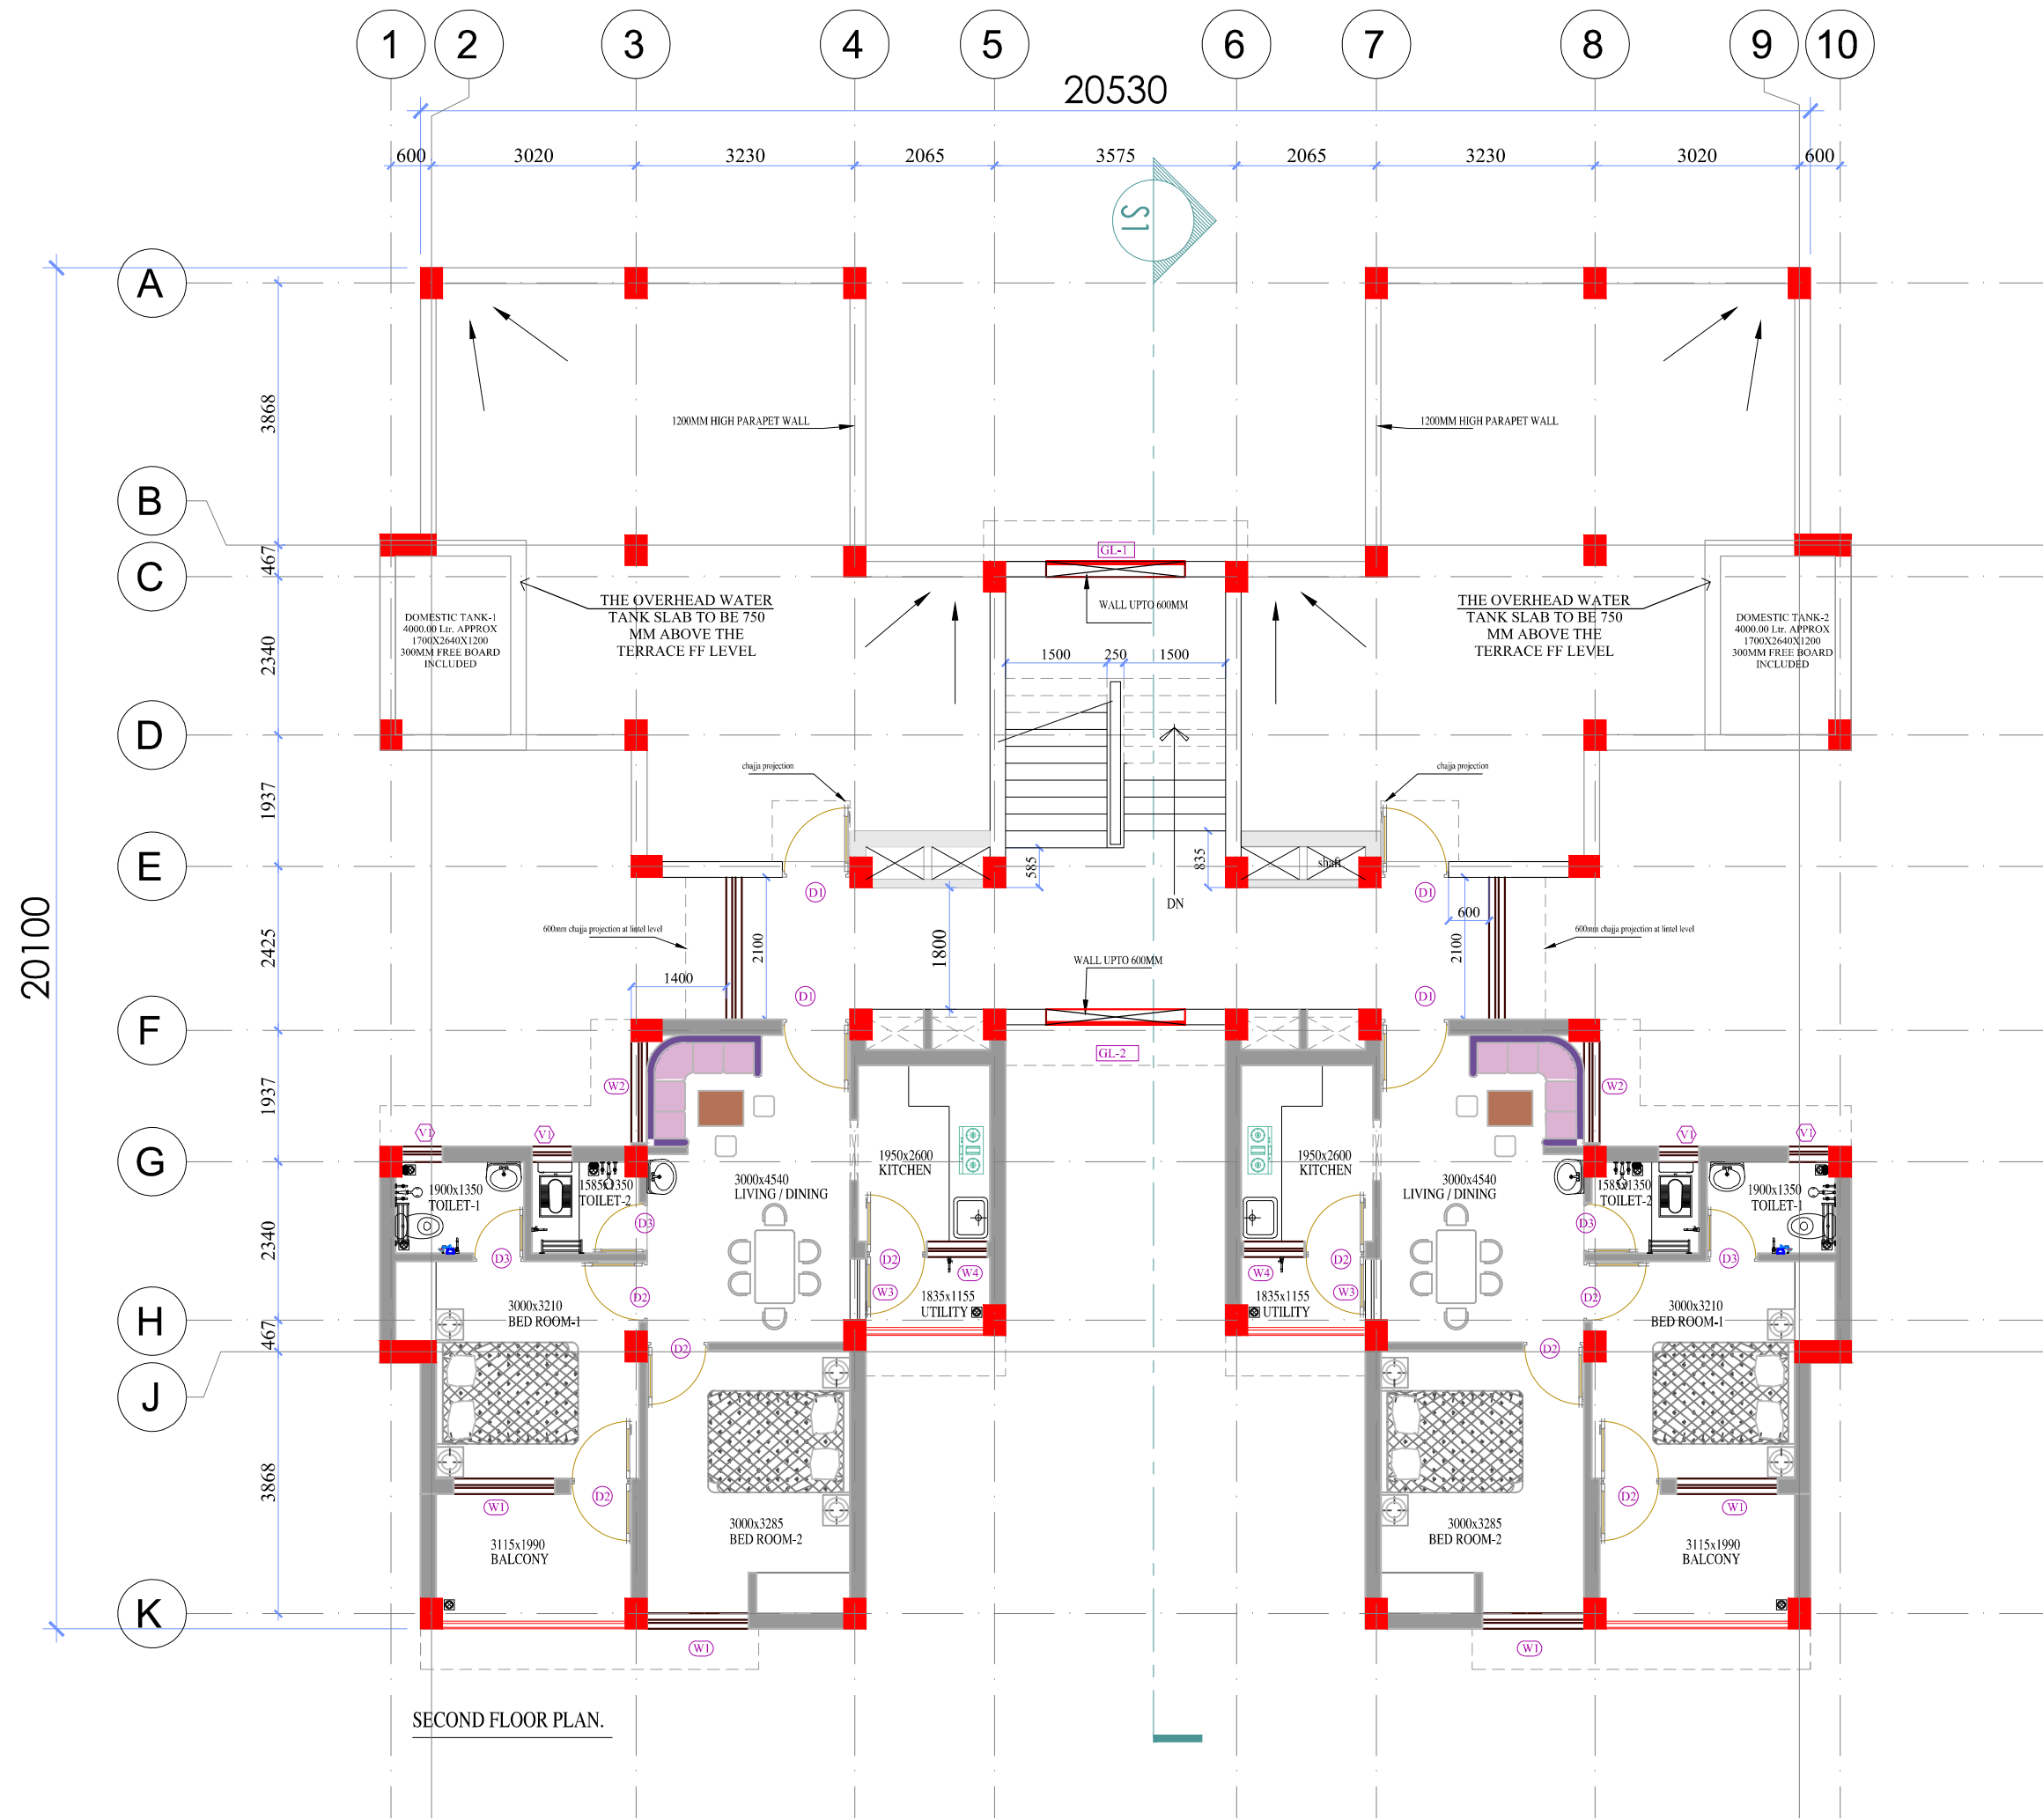 1 2 3 4 5 6 7 8 9 10
20530
600 3020 3230 2065 3575 2065 3230 3020 600
S1
A
3868
1200MM HIGH PARAPET WALL
1200MM HIGH PARAPET WALL
B
467
GL-1
C
THE OVERHEAD WATER
TANK SLAB TO BE 750
MM ABOVE THE
TERRACE FF LEVEL
WALL UPTO 600MM
THE OVERHEAD WATER
TANK SLAB TO BE 750
MM ABOVE THE
TERRACE FF LEVEL
DOMESTIC TANK-1
4000.00 Ltr. APPROX
1700X2640X1200
300MM FREE BOARD
INCLUDED
DOMESTIC TANK-2
4000.00 Ltr. APPROX
1700X2640X1200
300MM FREE BOARD
INCLUDED
2340
1500 250 1500
D
chajja projection
chajja projection
1937
E
585
835
shaft
D1
D1
DN
600
20100
2425
600mm chajja projection at lintel level
2100
1800
2100
600mm chajja projection at lintel level
WALL UPTO 600MM
1400
D1
D1
F
GL-2
1937
W2
W2
V1
V1
V1
V1
G
1950x2600
KITCHEN
1950x2600
KITCHEN
1900x1350
TOILET-1
1585x1350
TOILET-2
3000x4540
LIVING / DINING
3000x4540
LIVING / DINING
1585x1350
TOILET-2
1900x1350
TOILET-1
2340
D3
D3
D3
D2
W4
W4
D2
D3
D2
W3
W3
D2
1835x1155
UTILITY
1835x1155
UTILITY
3000x3210
BED ROOM-1
3000x3210
BED ROOM-1
H
467
D2
D2
J
3868
W1
D2
D2
W1
3000x3285
BED ROOM-2
3000x3285
BED ROOM-2
3115x1990
BALCONY
3115x1990
BALCONY
K
W1
W1
SECOND FLOOR PLAN.